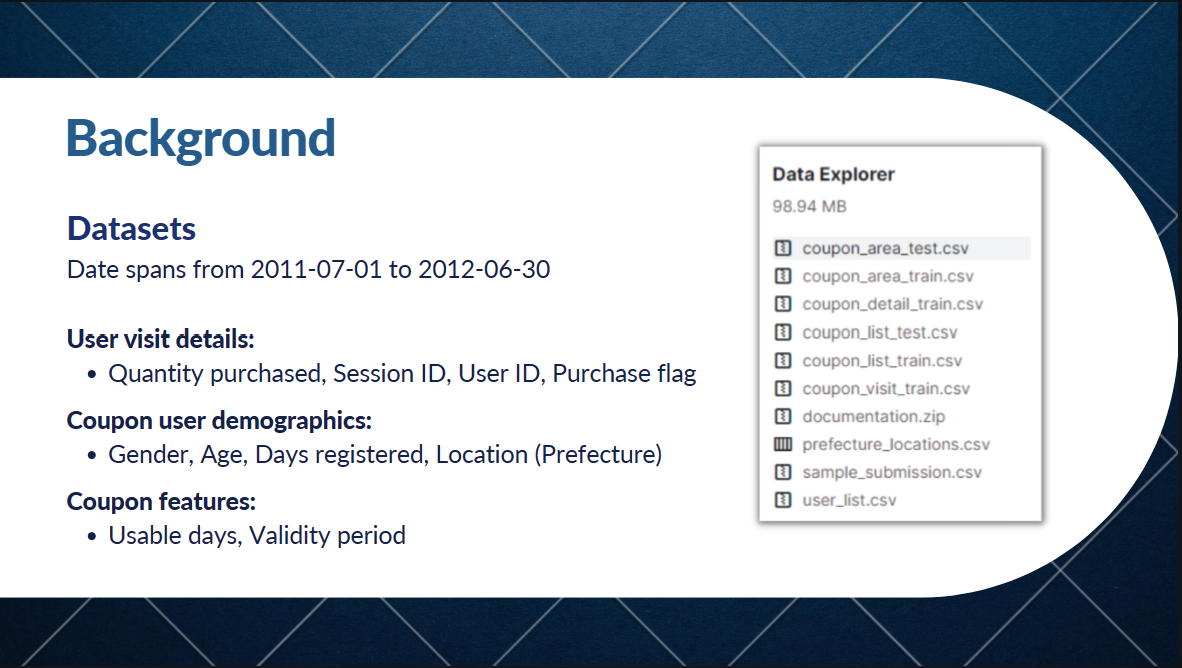 Background
Datasets
Date spans from 2011-07-01 to 2012-06-30
User visit details:
• Quantity purchased, Session ID, User ID, Purchase flag
Coupon user demographics:
• Gender, Age, Days registered, Location (Prefecture)
Coupon features:
• Usable days, Validity period
Data Explorer
98.94 MB
coupon_area_test.csv
coupon_area_train.csv
coupon_detail_train.csv
coupon_list_test.csv
coupon_list_train.csv
coupon_visit_train.csv
documentation.zip
prefecture_locations.csv
sample_submission.csv
user_list.csv